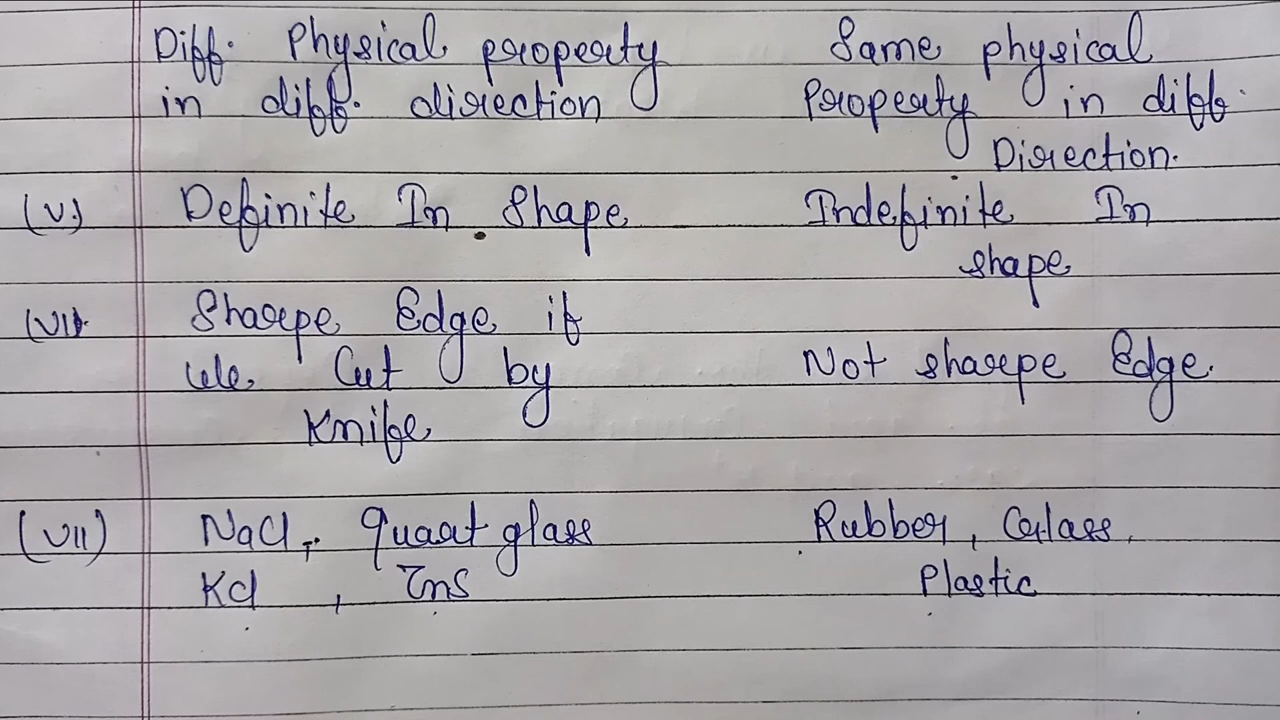 Diff. Physical property
in diff. direction
Same physical
Property in diff.
Direction.
(V.) Definite In Shape
Indefinite In
shape
(VI). Sharpe Edge if
we Cut by
Knife
Not sharpe Edge.
(VII) NaCl, quart glass
KCl, ZnS
Rubber, Glass,
Plastic